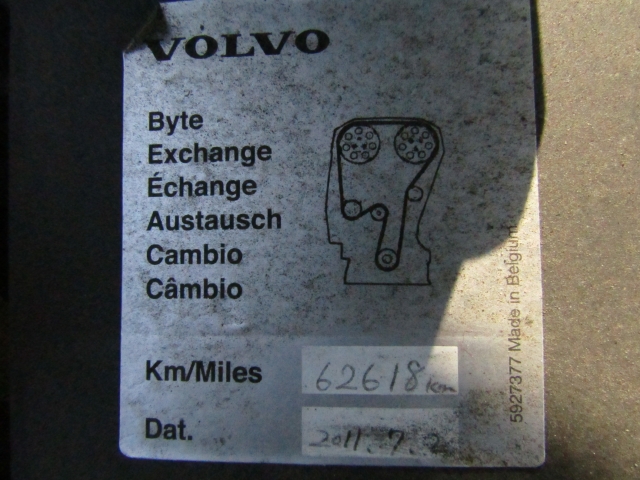 VOLVO
Byte
Exchange
Échange
Austausch
Cambio
Câmbio
Km/Miles 62618 km
Dat. 2011.7.2
5927377 Made in Belgium